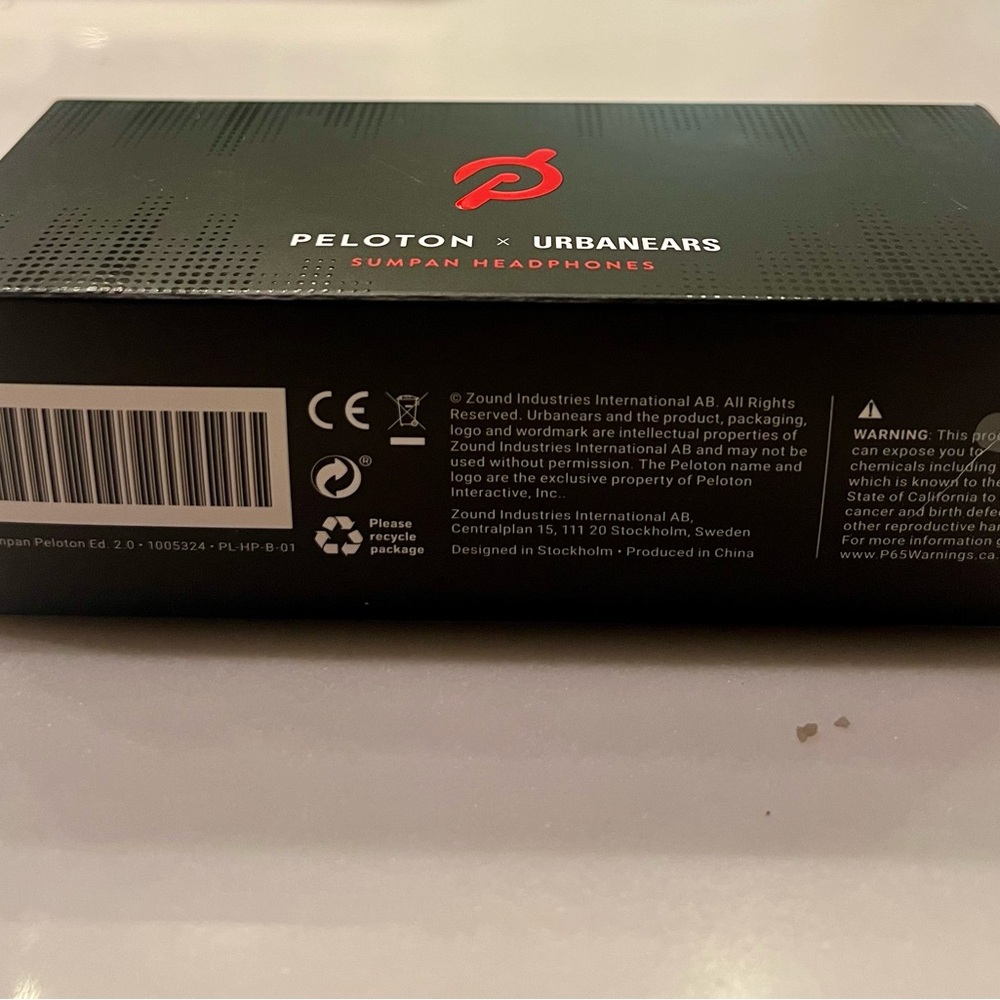 PELOTON × URBANEARS
SUMPAN HEADPHONES
CE
© Zound Industries International AB. All Rights
Reserved. Urbanears and the product, packaging,
logo and wordmark are intellectual properties of
Zound Industries International AB and may not be
used without permission. The Peloton name and
logo are the exclusive property of Peloton
Interactive, Inc..
Zound Industries International AB,
Centralplan 15, 111 20 Stockholm, Sweden
Designed in Stockholm • Produced in China
®
Please
recycle
package
Peloton Ed. 2.0 • 1005324 • PL-HP-B-01
WARNING: This
can expose you to
chemicals including
which is known to the
State of California to
cancer and birth
other reproductive
For more information
www.P65Warnings.ca.